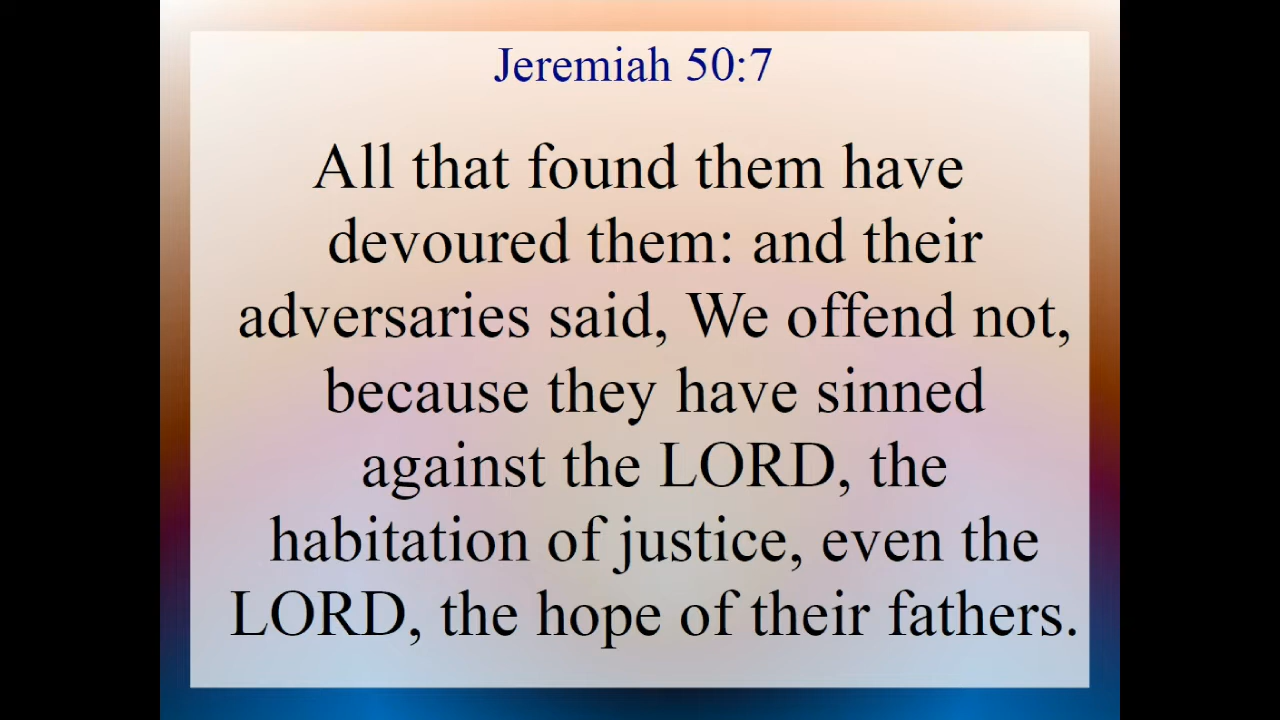 Jeremiah 50:7
All that found them have
devoured them: and their
adversaries said, We offend not,
because they have sinned
against the LORD, the
habitation of justice, even the
LORD, the hope of their fathers.